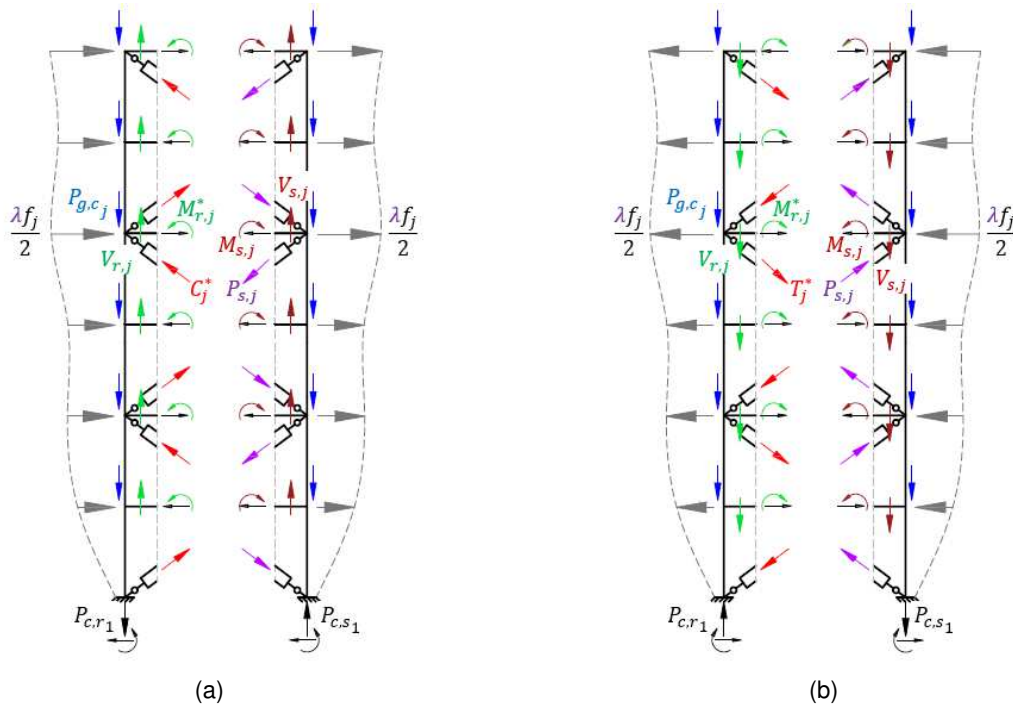 P_{g,c_j}
M^*_{r,j}
V_{s,j}
λf_j
2
λf_j
2
V_{r,j}
M_{s,j}
C^*_j
P_{s,j}
P_{c,r_1}
P_{c,s_1}
(a)
P_{g,c_j}
M^*_{r,j}
λf_j
2
M_{s,j}
λf_j
2
V_{r,j}
V_{s,j}
T^*_j
P_{s,j}
P_{c,r_1}
P_{c,s_1}
(b)